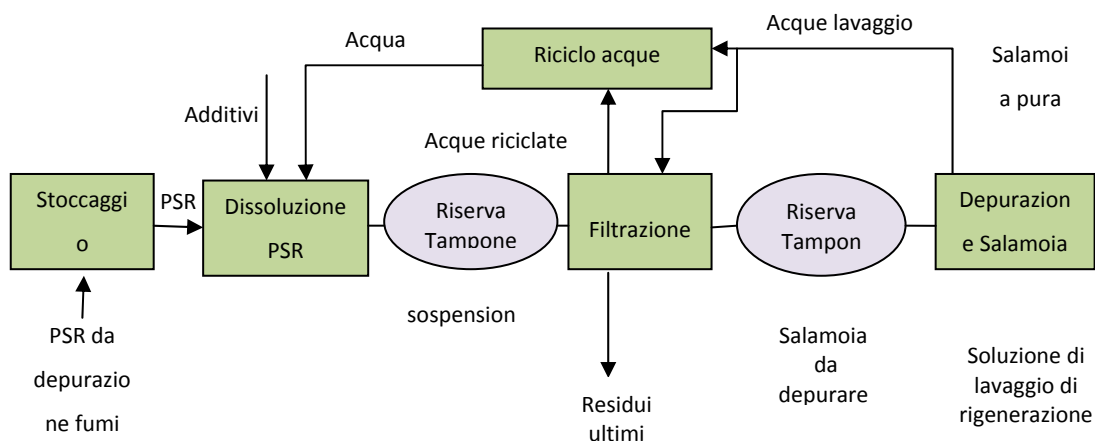 Acque lavaggio
Acqua
Riciclo acque
Salamoi
a pura
Additivi
Acque riciclate
Stoccaggi
o
PSR
Dissoluzione
PSR
Riserva
Tampone
Filtrazione
Riserva
Tampon
Depurazion
e Salamoia
sospension
PSR da
depurazio
ne fumi
Salamoia
da
depurare
Soluzione di
lavaggio di
rigenerazione
Residui
ultimi